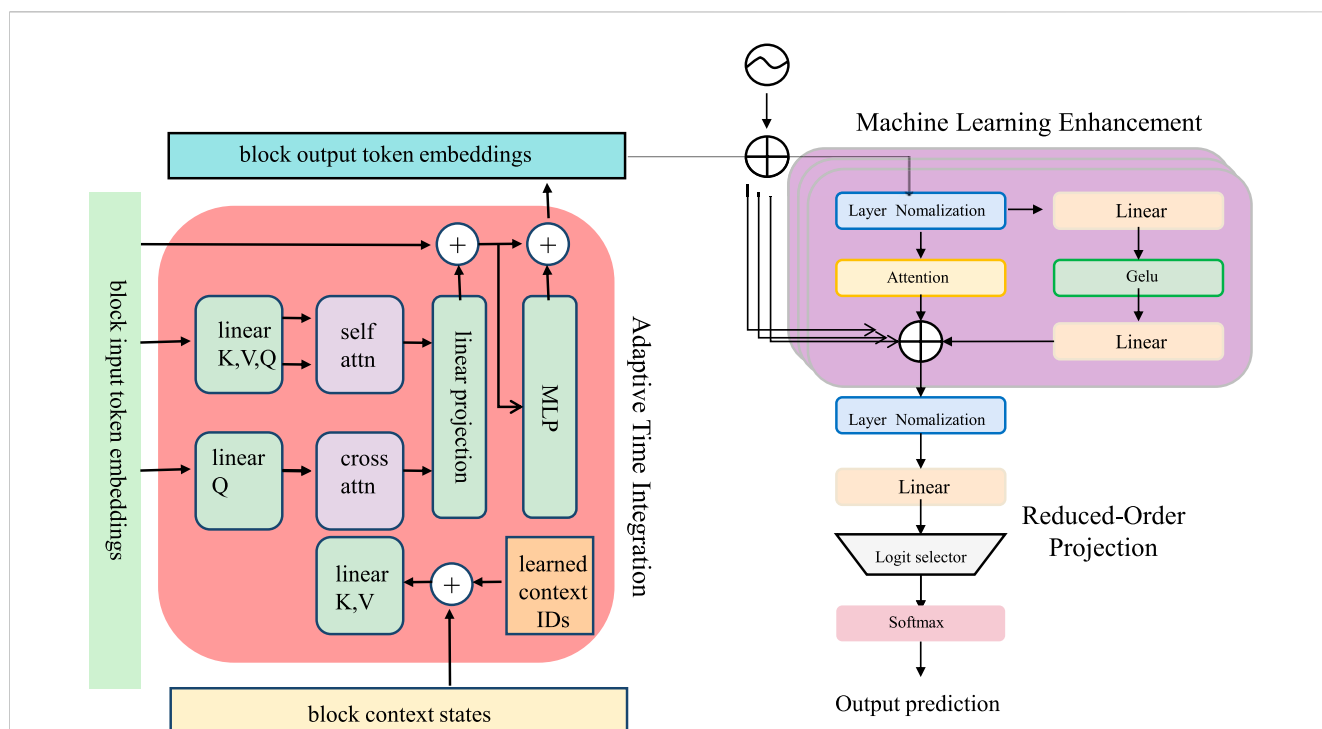 block output token embeddings
block input token embeddings
linear
K,V,Q
self
attn
linear
Q
cross
attn
linear projection
MLP
linear
K,V
+
+
+
learned
context
IDs
Adaptive Time Integration
block context states
Machine Learning Enhancement
Layer Nomalization
Linear
Attention
Gelu
Linear
Layer Nomalization
Linear
Reduced-Order
Projection
Logit selector
Softmax
Output prediction